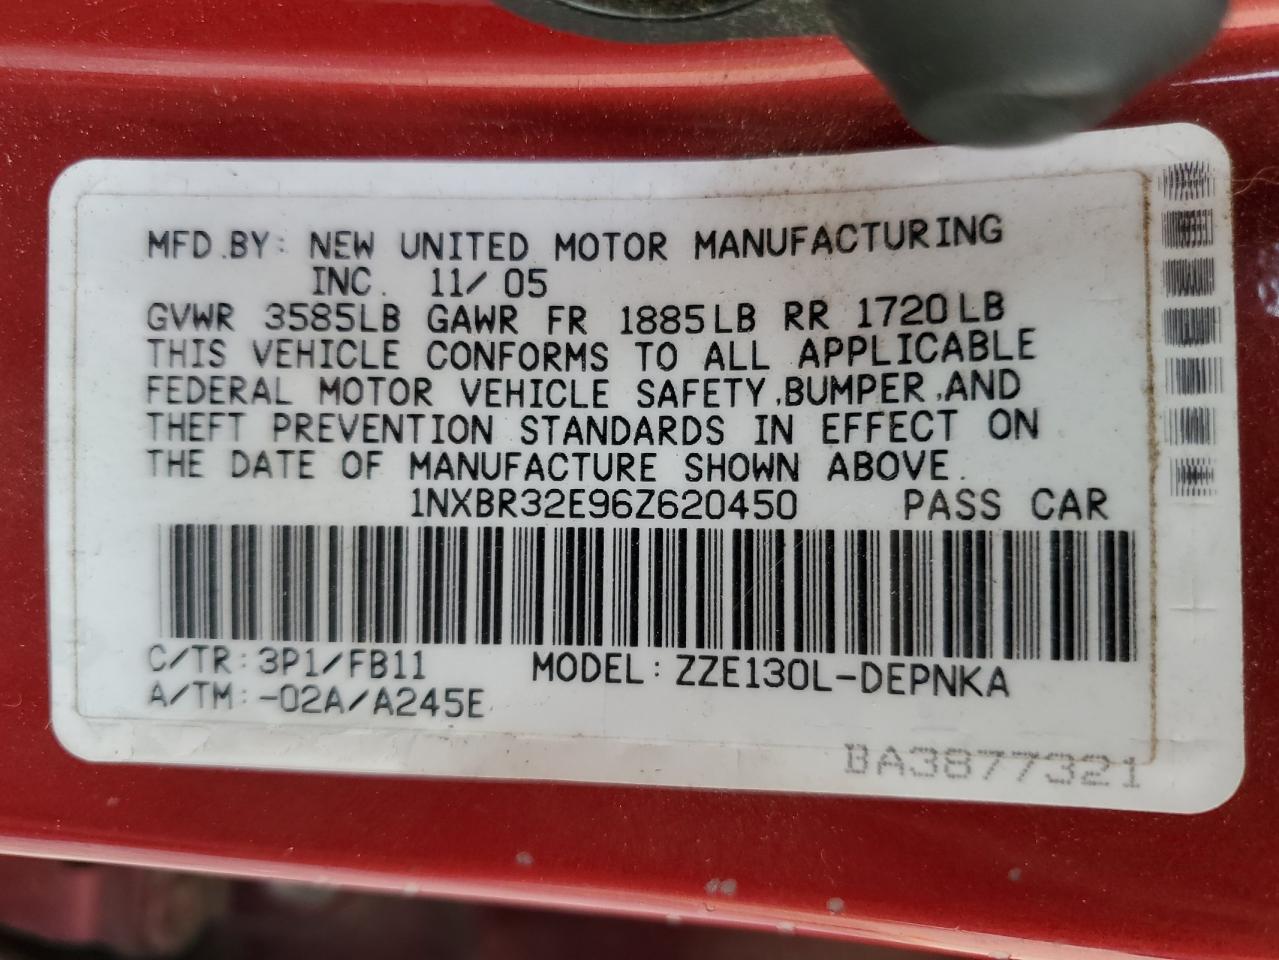 MFD.BY: NEW UNITED MOTOR MANUFACTURING
INC. 11/05
GVWR 3585LB GAWR FR 1885LB RR 1720LB
THIS VEHICLE CONFORMS TO ALL APPLICABLE
FEDERAL MOTOR VEHICLE SAFETY,BUMPER,AND
THEFT PREVENTION STANDARDS IN EFFECT ON
THE DATE OF MANUFACTURE SHOWN ABOVE.
1NXBR32E96Z620450 PASS CAR
C/TR:3P1/FB11 MODEL:ZZE130L-DEPNKA
A/TM:-02A/A245E
BA3877321